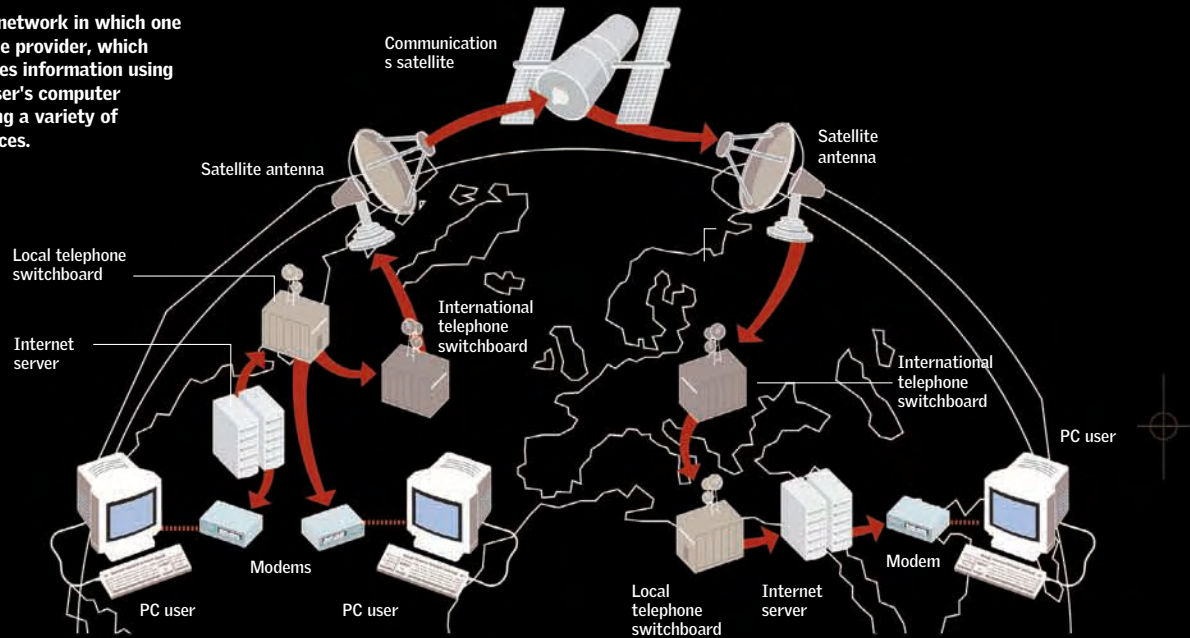 network in which one
e provider, which
es information using
ser's computer
ng a variety of
ces.
Communication
s satellite
Satellite antenna
Satellite
antenna
Local telephone
switchboard
International
telephone
switchboard
Internet
server
International
telephone
switchboard
PC user
Modems
Modem
PC user
PC user
Local
telephone
switchboard
Internet
server